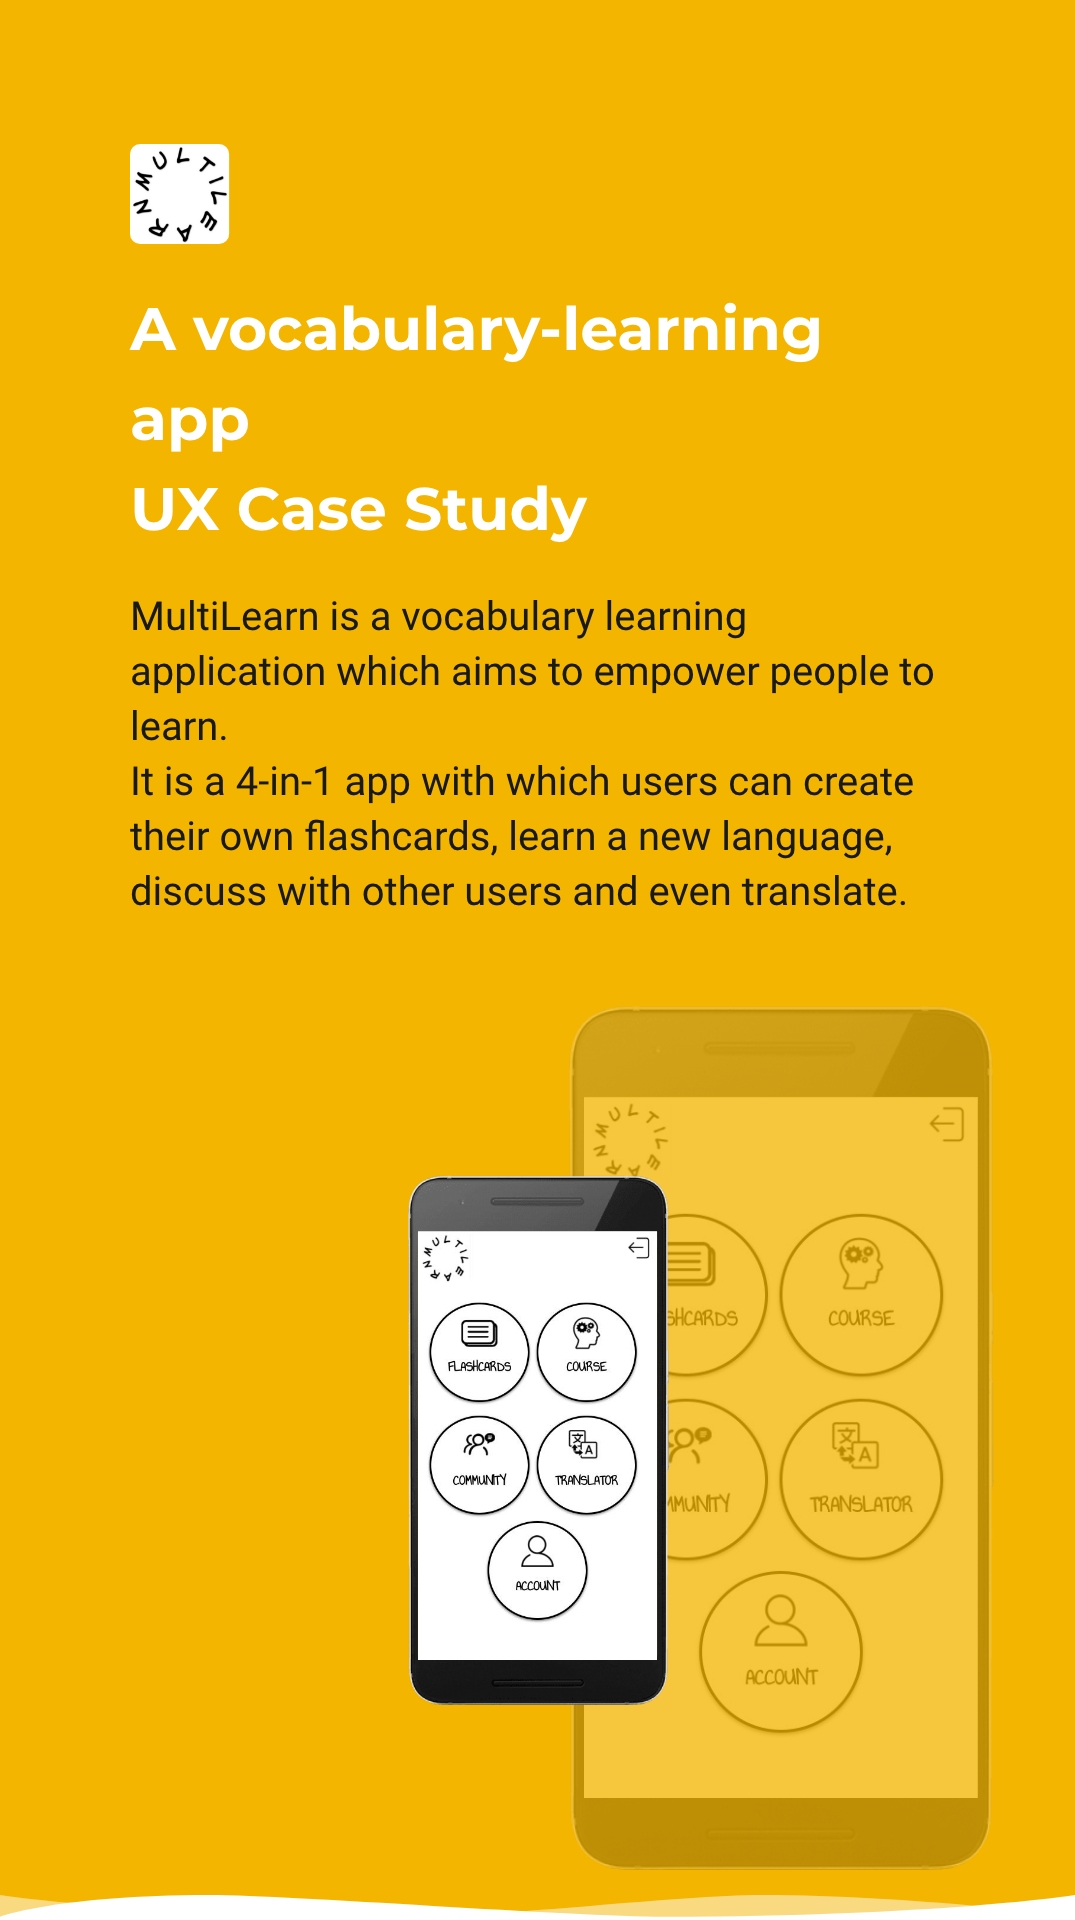 MULTILEARN
A vocabulary-learning
app
UX Case Study
MultiLearn is a vocabulary learning
application which aims to empower people to
learn.
It is a 4-in-1 app with which users can create
their own flashcards, learn a new language,
discuss with other users and even translate.
MULTILEARN
SHCARDS
COURSE
MMUNITY
TRANSLATOR
ACCOUNT
MULTILEARN
FLASHCARDS
COURSE
COMMUNITY
文
A
TRANSLATOR
ACCOUNT